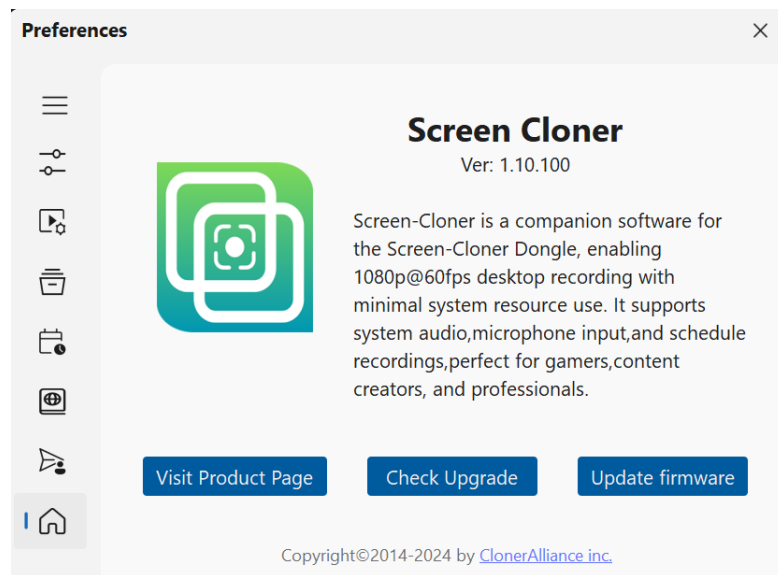 Preferences
Screen Cloner
Ver: 1.10.100
Screen-Cloner is a companion software for
the Screen-Cloner Dongle, enabling
1080p@60fps desktop recording with
minimal system resource use. It supports
system audio,microphone input,and schedule
recordings,perfect for gamers,content
creators, and professionals.
Visit Product Page
Check Upgrade
Update firmware
Copyright©2014-2024 by ClonerAlliance inc.